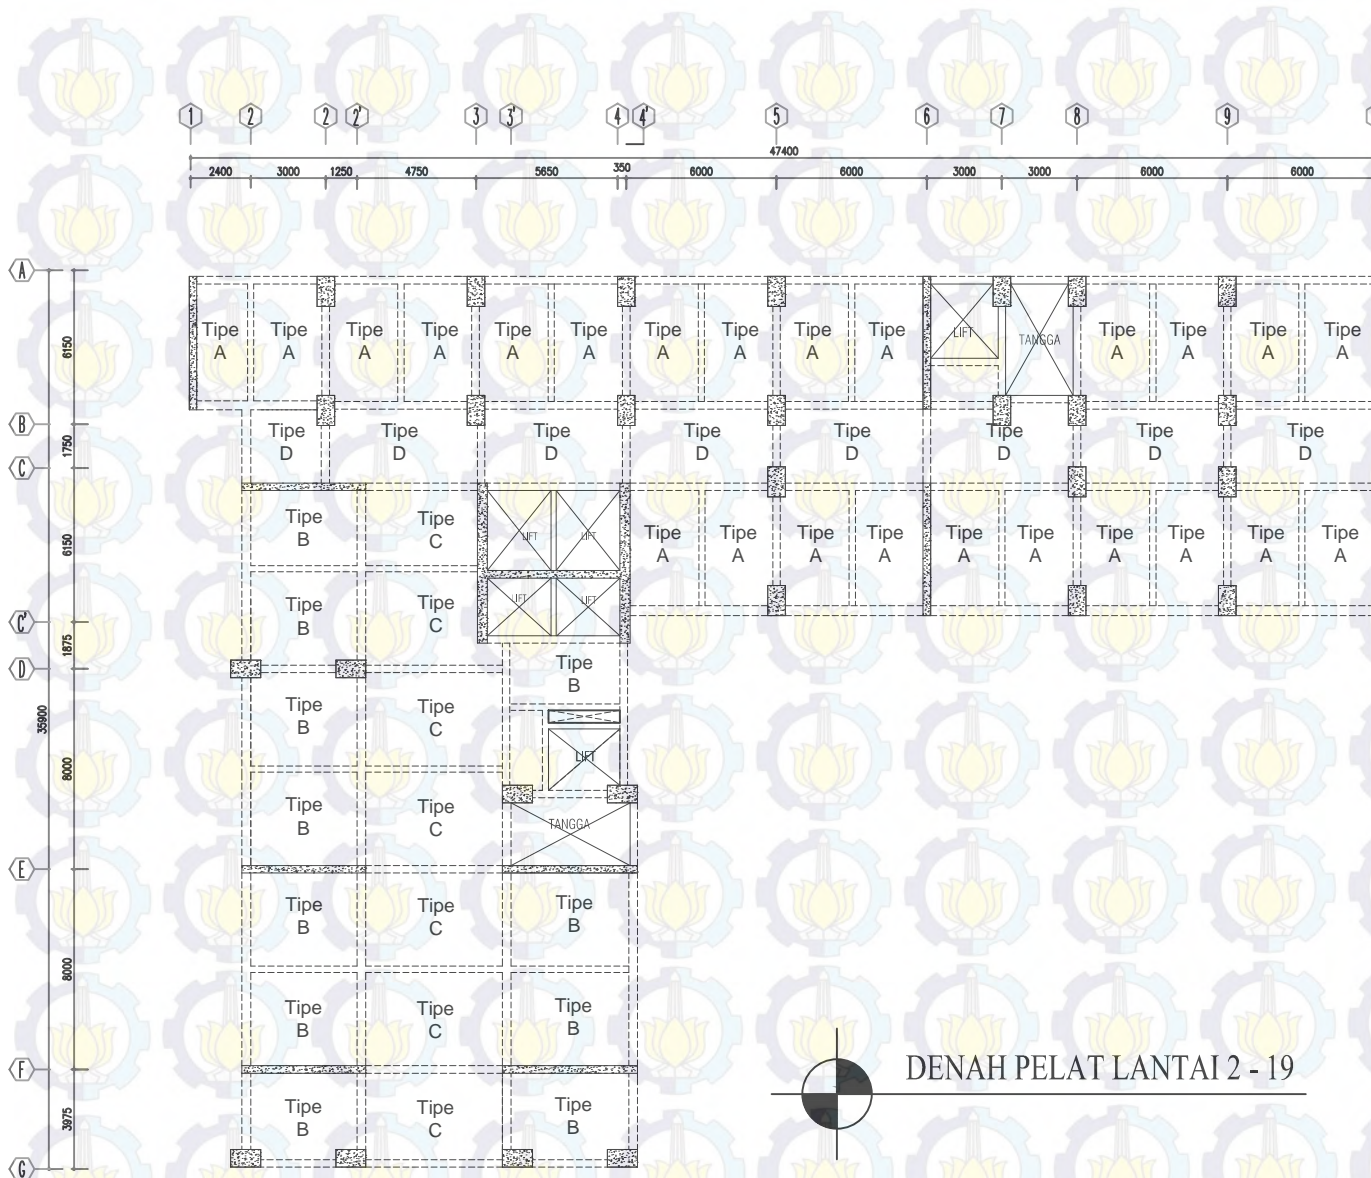 1 2 2 2' 3 3' 4 4' 5 6 7 8 9
47400
2400 3000 1250 4750 5650 350 6000 6000 3000 3000 6000 6000
A
Tipe Tipe Tipe Tipe Tipe Tipe Tipe Tipe Tipe Tipe LIFT TANGGA Tipe Tipe Tipe Tipe
A A A A A A A A A A A A A A
6150
B
Tipe Tipe Tipe Tipe Tipe Tipe Tipe Tipe
D D D D D D D D
1750
C
Tipe Tipe LIFT LIFT Tipe Tipe Tipe Tipe Tipe Tipe Tipe Tipe Tipe Tipe
B C A A A A A A A A A A
6150
Tipe Tipe LIFT LIFT
B C
C'
1875
Tipe
B
D
35900
Tipe Tipe
B C
LIFT
8000
Tipe Tipe TANGGA
B C
E
Tipe Tipe Tipe
B C B
8000
Tipe Tipe Tipe
B C B
F
DENAH PELAT LANTAI 2 - 19
Tipe Tipe Tipe
B C B
3975
G